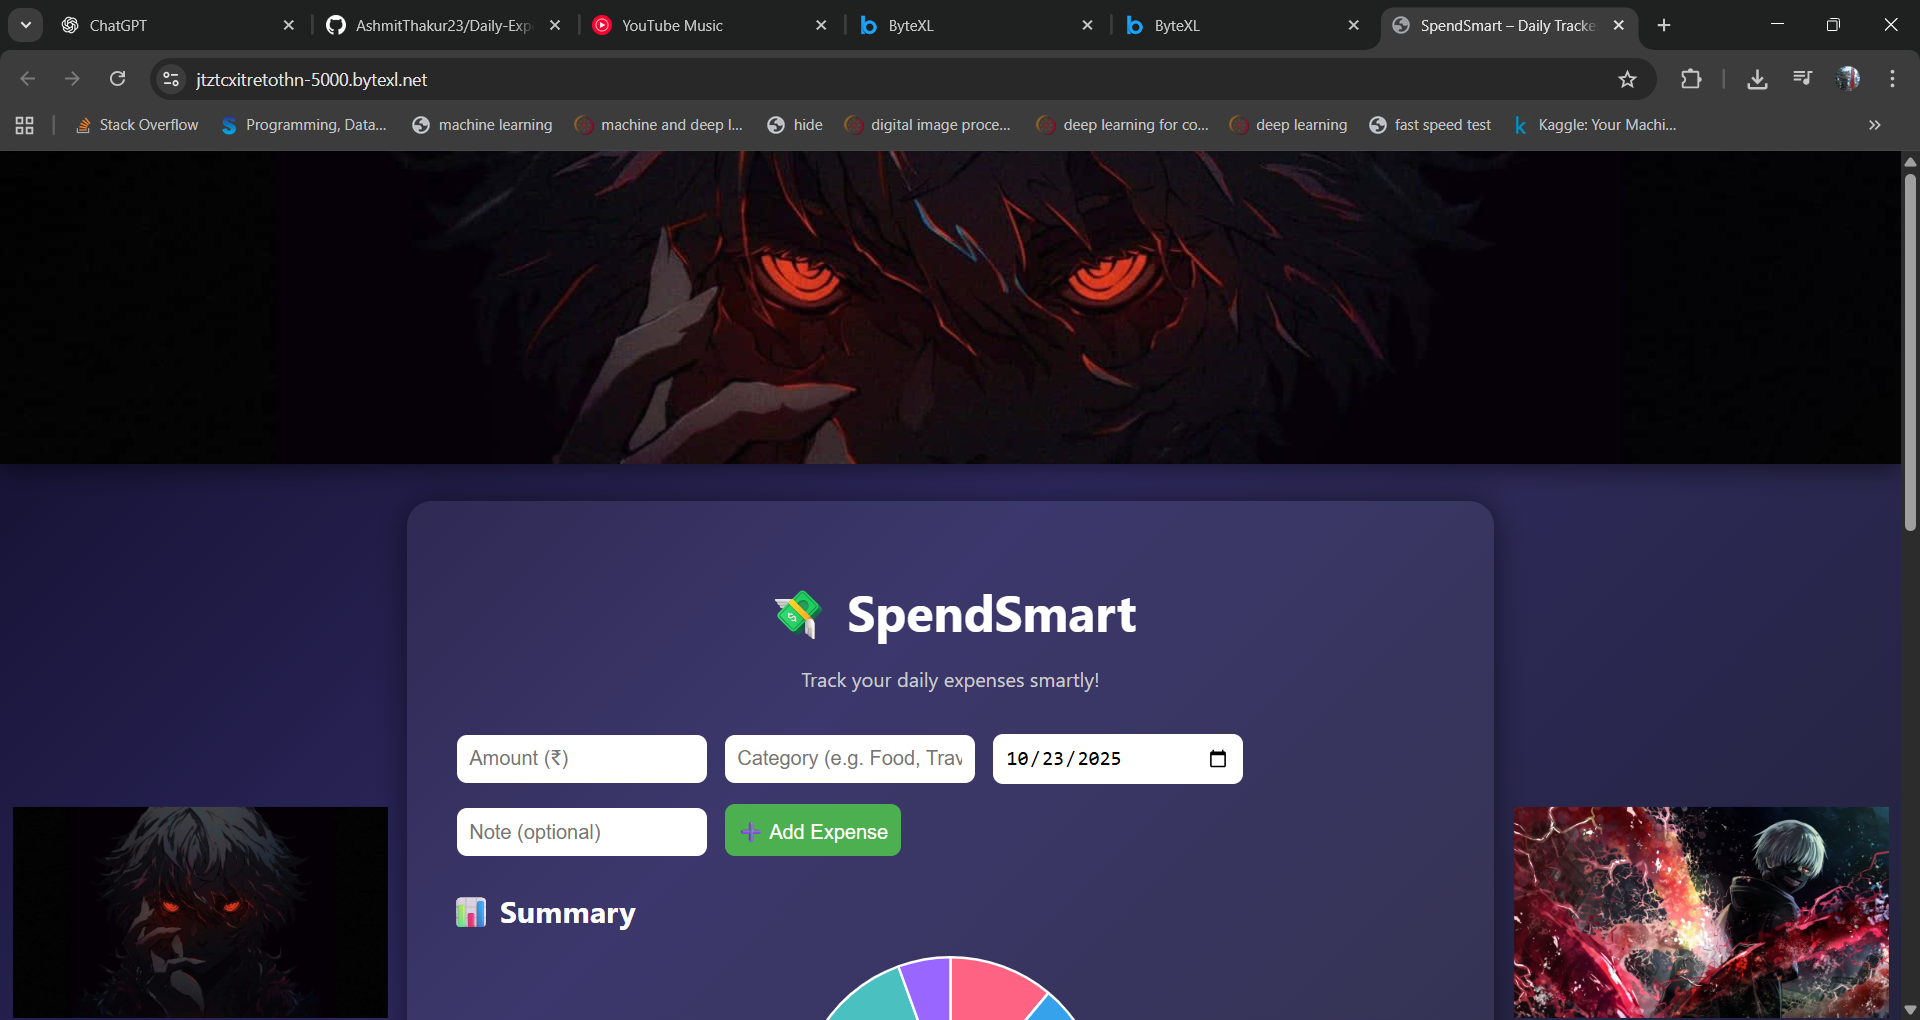 ChatGPT
AshmitThakur23/Daily-Exp
YouTube Music
ByteXL
ByteXL
SpendSmart – Daily Tracke
jtztcxitretothn-5000.bytexl.net
Stack Overflow
Programming, Data...
machine learning
machine and deep l...
hide
digital image proce...
deep learning for co...
deep learning
fast speed test
Kaggle: Your Machi...
SpendSmart
Track your daily expenses smartly!
Amount (₹)
Category (e.g. Food, Trav
10/23/2025
Note (optional)
Add Expense
Summary